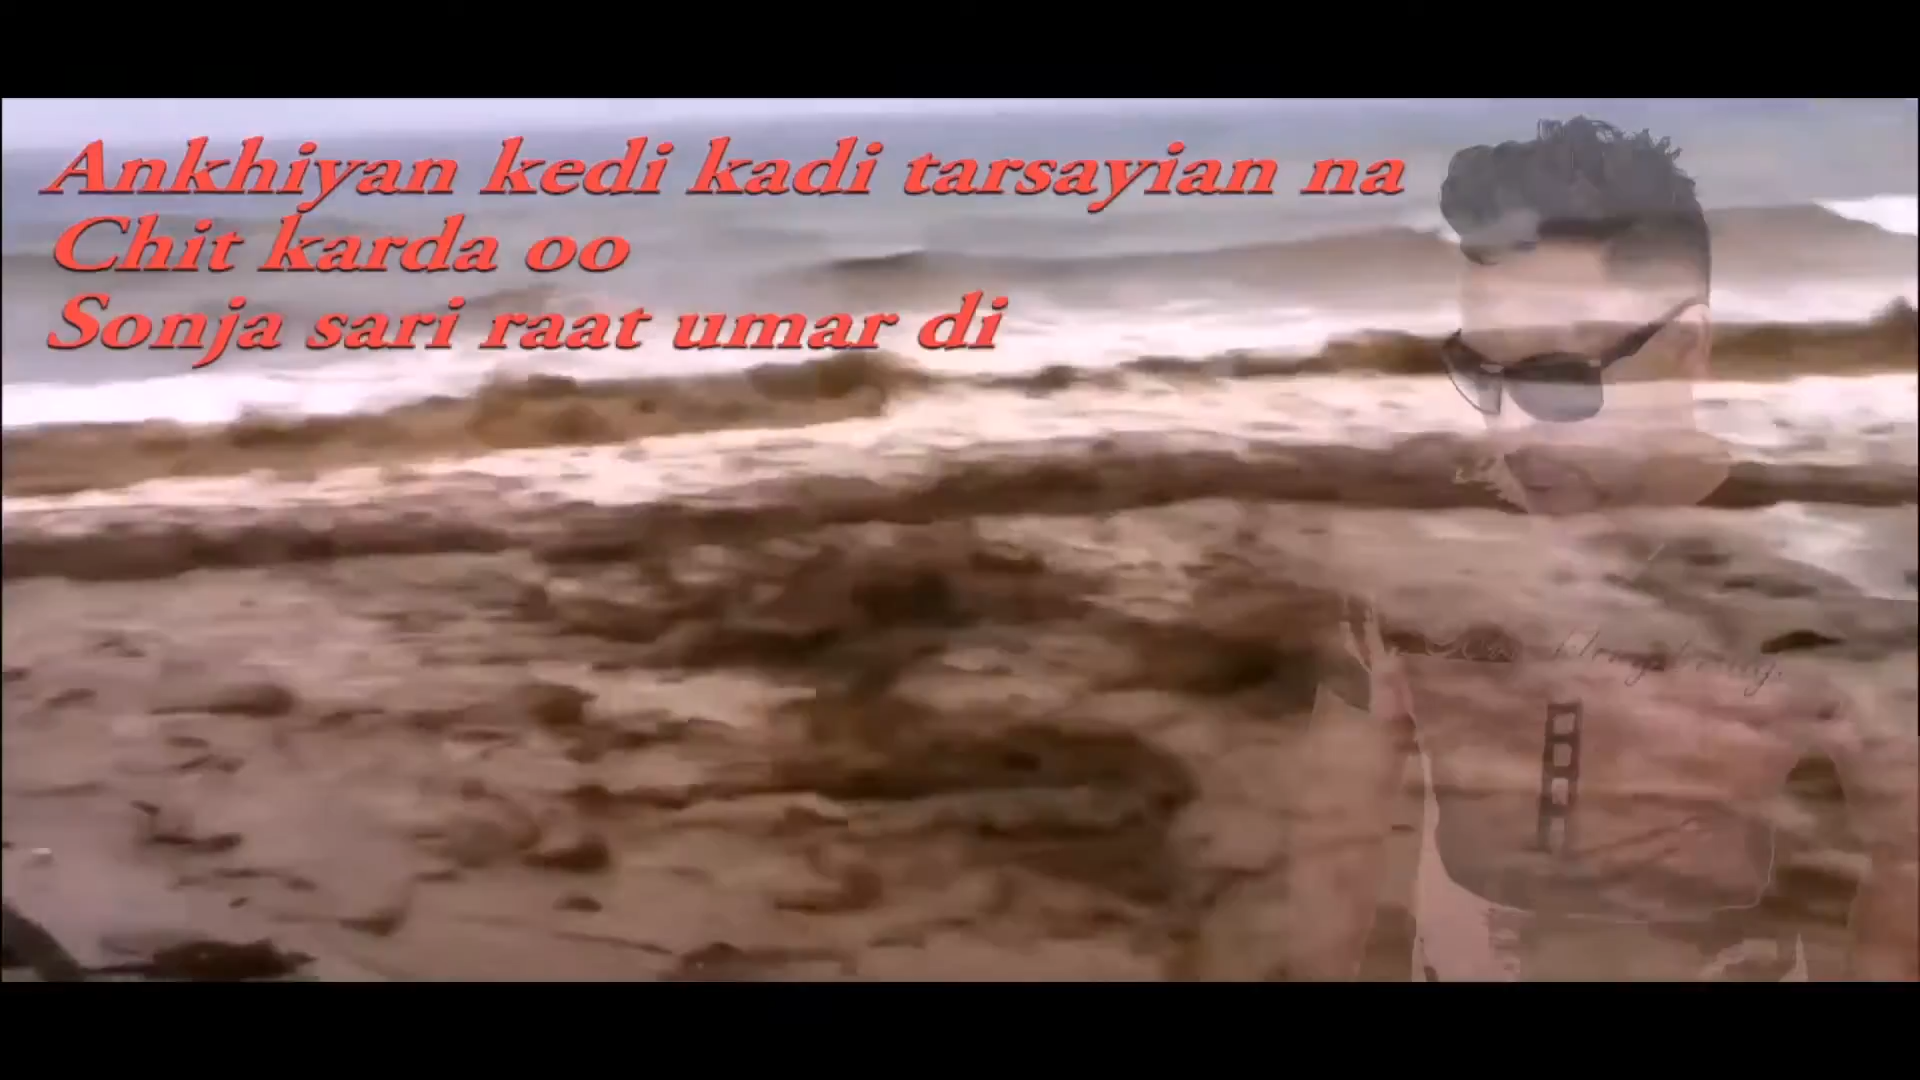 Ankhiyan kedi kadi tarsayian na
Chit karda oo
Sonja sari raat umar di